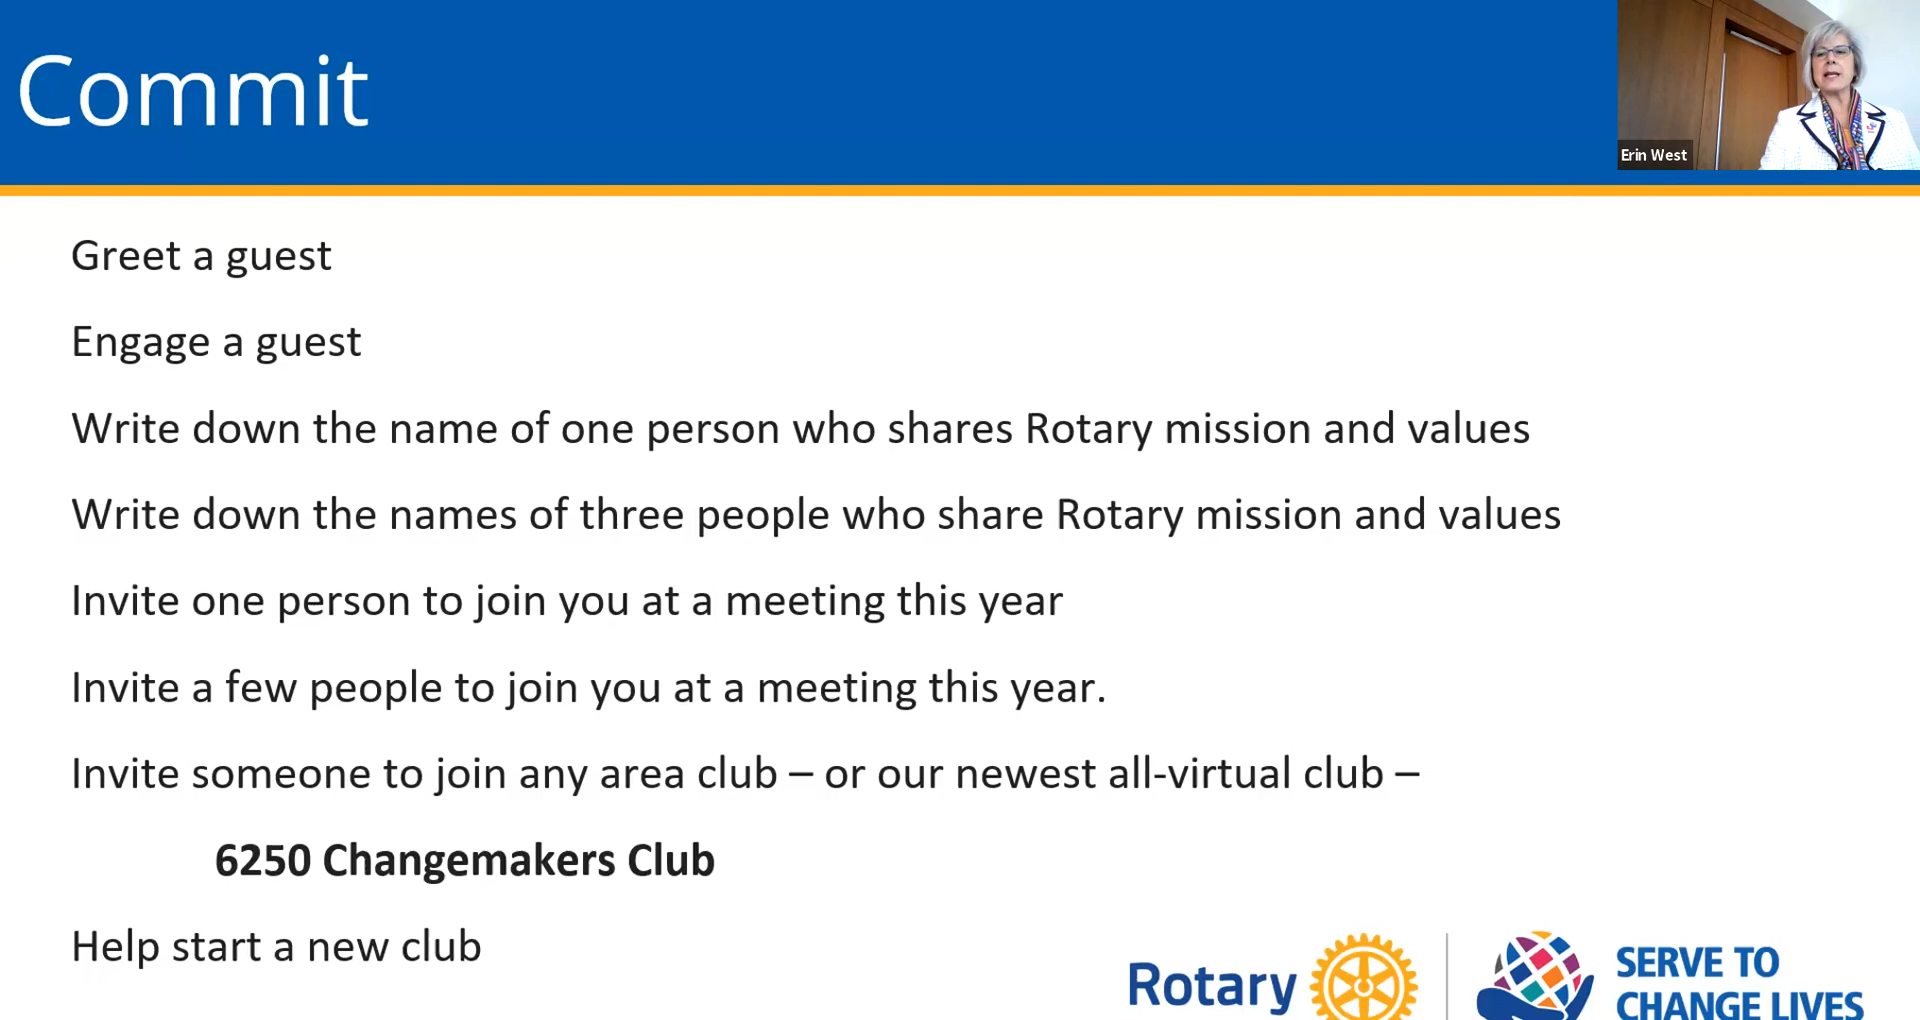 Commit
Erin West
Greet a guest
Engage a guest
Write down the name of one person who shares Rotary mission and values
Write down the names of three people who share Rotary mission and values
Invite one person to join you at a meeting this year
Invite a few people to join you at a meeting this year.
Invite someone to join any area club – or our newest all-virtual club –
6250 Changemakers Club
Help start a new club
Rotary
SERVE TO
CHANGE LIVES